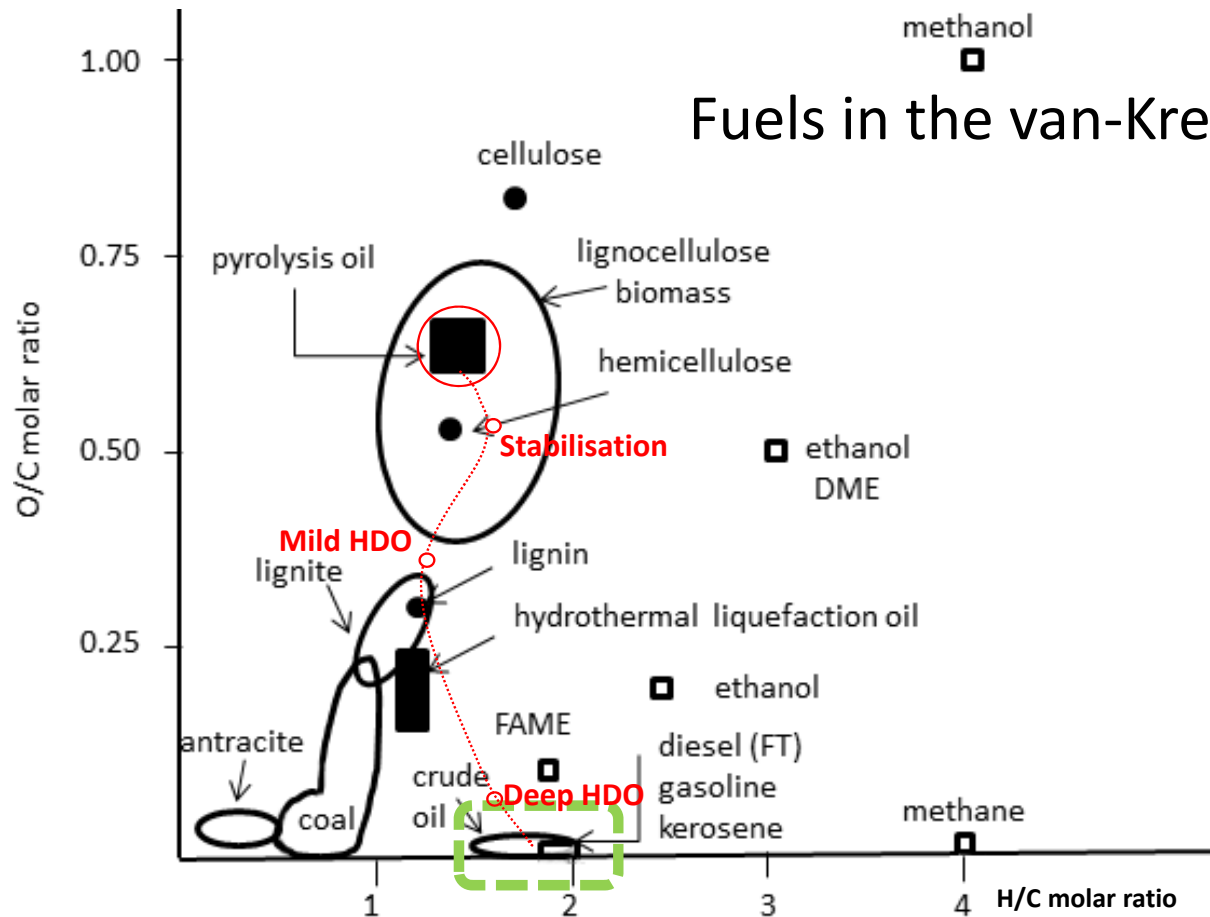 methanol
1.00
Fuels in the van-Kre
cellulose
0.75
pyrolysis oil
lignocellulose
biomass
hemicellulose
O/C molar ratio
0.50
Stabilisation
ethanol
DME
Mild HDO
lignite
lignin
hydrothermal liquefaction oil
0.25
ethanol
FAME
antracite
diesel (FT)
gasoline
kerosene
crude
oil
Deep HDO
coal
methane
1
2
3
4
H/C molar ratio